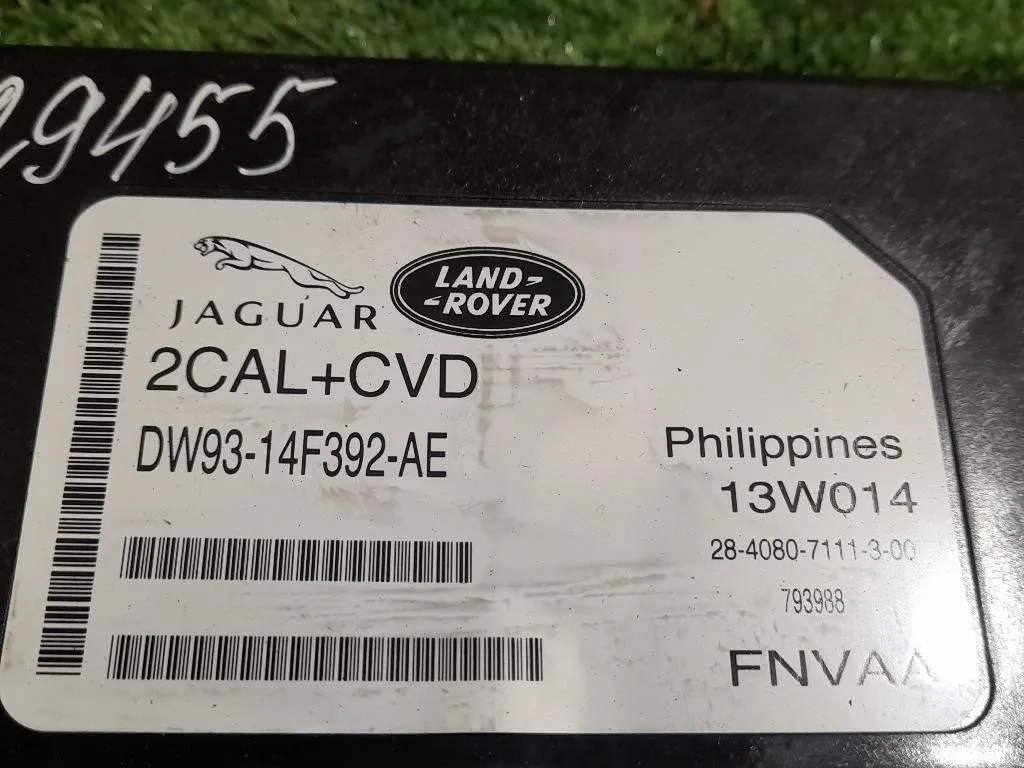 29455
JAGUAR
LAND-
-ROVER
2CAL+CVD
DW93-14F392-AE
Philippines
13W014
28-4080-7111-3-00
793988
FNVAA